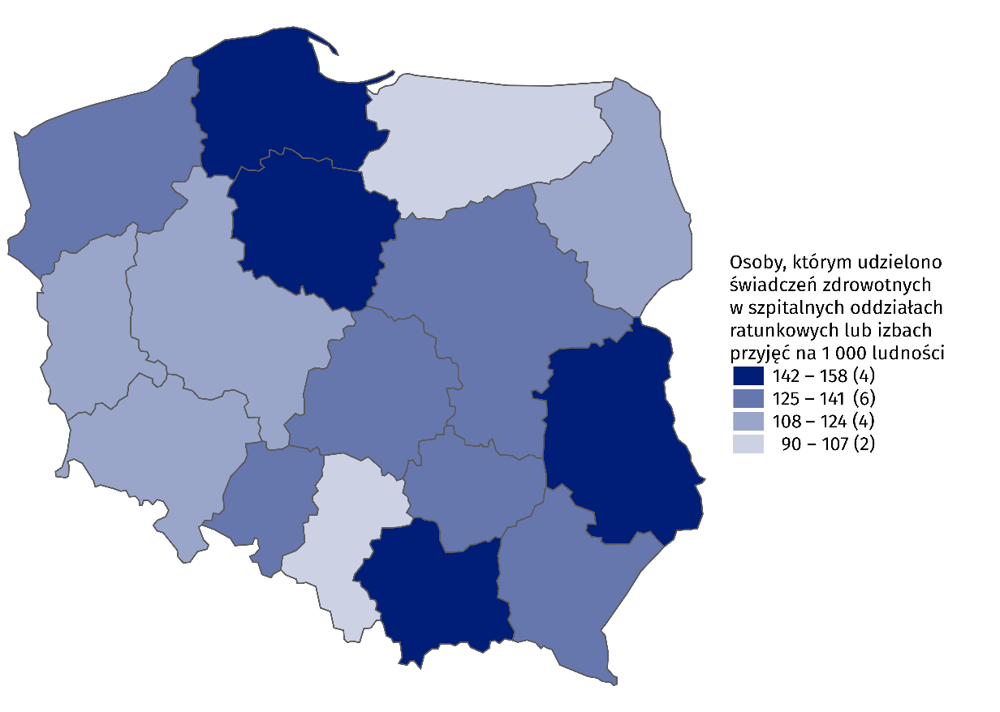 Osoby, którym udzielono
świadczeń zdrowotnych
w szpitalnych oddziałach
ratunkowych lub izbach
przyjęć na 1 000 ludności
142 – 158 (4)
125 – 141 (6)
108 – 124 (4)
90 – 107 (2)